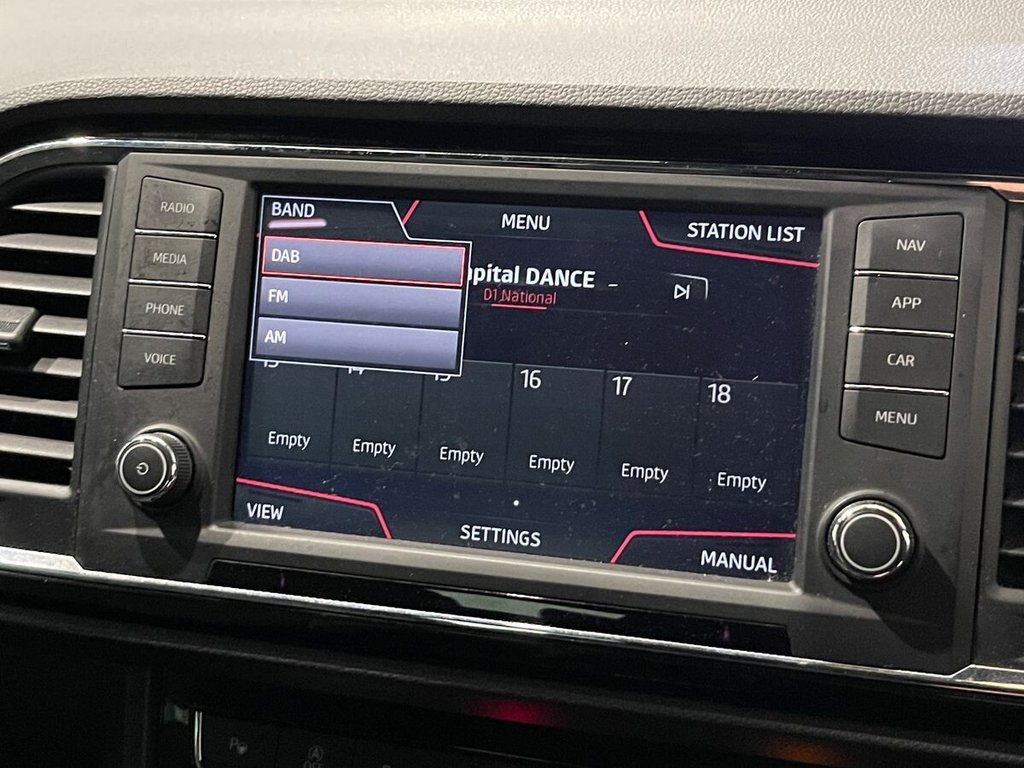 RADIO
MEDIA
PHONE
VOICE
BAND
MENU
STATION LIST
DAB
FM
AM
pital DANCE
D1 National
16
17
18
Empty
Empty
Empty
Empty
Empty
Empty
VIEW
SETTINGS
MANUAL
NAV
APP
CAR
MENU